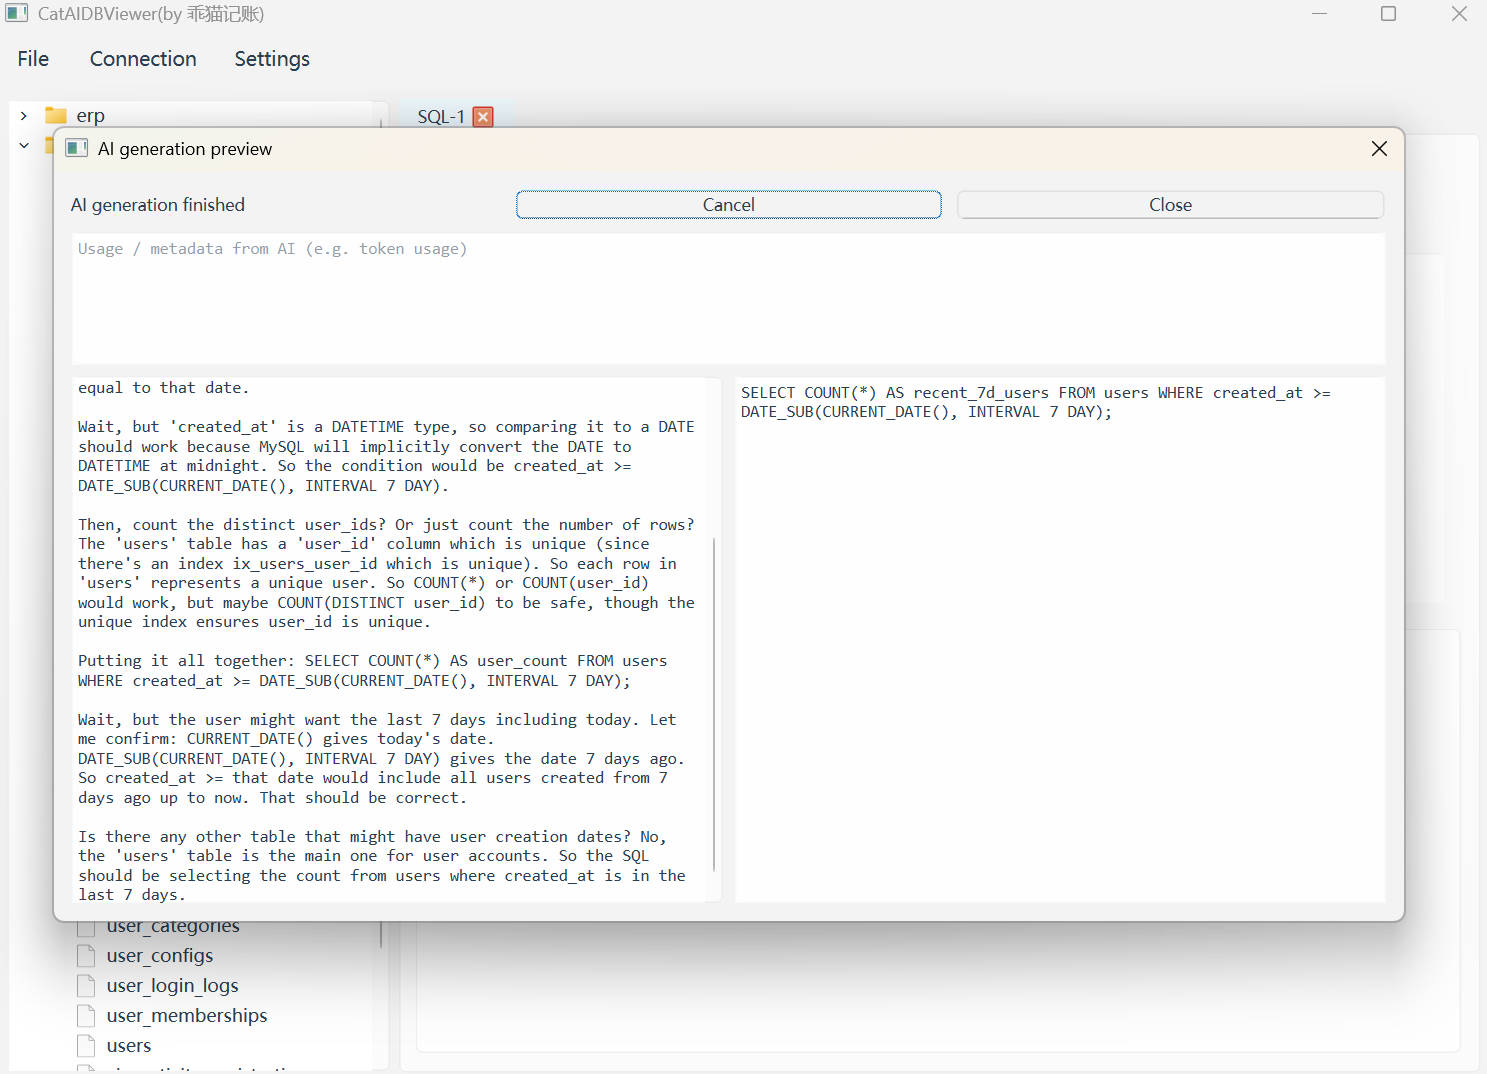 CatAIDBViewer(by 乖猫记账)
File Connection Settings
erp
SQL-1
AI generation preview
AI generation finished
Cancel
Close
Usage / metadata from AI (e.g. token usage)
equal to that date.
Wait, but 'created_at' is a DATETIME type, so comparing it to a DATE
should work because MySQL will implicitly convert the DATE to
DATETIME at midnight. So the condition would be created_at >=
DATE_SUB(CURRENT_DATE(), INTERVAL 7 DAY).
Then, count the distinct user_ids? Or just count the number of rows?
The 'users' table has a 'user_id' column which is unique (since
there's an index ix_users_user_id which is unique). So each row in
'users' represents a unique user. So COUNT(*) or COUNT(user_id)
would work, but maybe COUNT(DISTINCT user_id) to be safe, though the
unique index ensures user_id is unique.
Putting it all together: SELECT COUNT(*) AS user_count FROM users
WHERE created_at >= DATE_SUB(CURRENT_DATE(), INTERVAL 7 DAY);
Wait, but the user might want the last 7 days including today. Let
me confirm: CURRENT_DATE() gives today's date.
DATE_SUB(CURRENT_DATE(), INTERVAL 7 DAY) gives the date 7 days ago.
So created_at >= that date would include all users created from 7
days ago up to now. That should be correct.
Is there any other table that might have user creation dates? No,
the 'users' table is the main one for user accounts. So the SQL
should be selecting the count from users where created_at is in the
last 7 days.
SELECT COUNT(*) AS recent_7d_users FROM users WHERE created_at >=
DATE_SUB(CURRENT_DATE(), INTERVAL 7 DAY);
user_categories
user_configs
user_login_logs
user_memberships
users